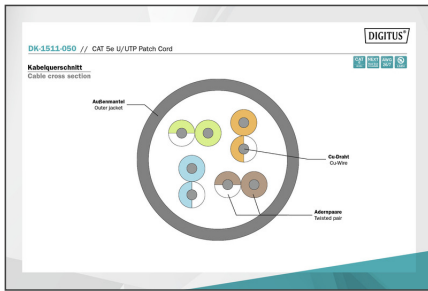 DIGITUS®
DK-1511-050 // CAT 5e U/UTP Patch Cord
Kabelquerschnitt
Cable cross section
Außenmantel
Outer jacket
Cu-Draht
Cu-Wire
Adernpaare
Twisted pair